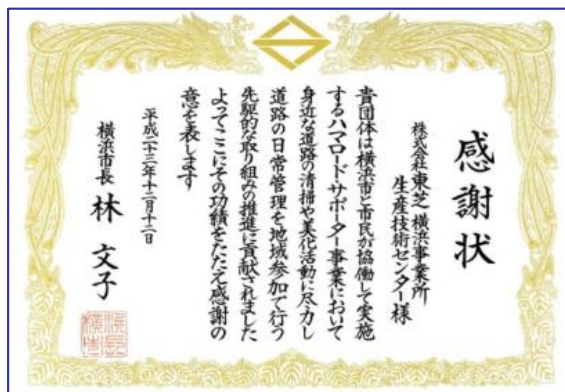 感謝状
株式会社東芝 横浜事業所
生産技術センター様
貴団体は横浜市と市民が協働して実施
するハマロードサポーター事業において
身近な道路の清掃や美化活動に尽力し
道路の日常管理を地域参加で行う
先駆的な取り組みの推進に貢献されました
よってここにその功績をたたえ感謝の
意を表します
平成二十三年十二月十二日
横浜市長 林 文子